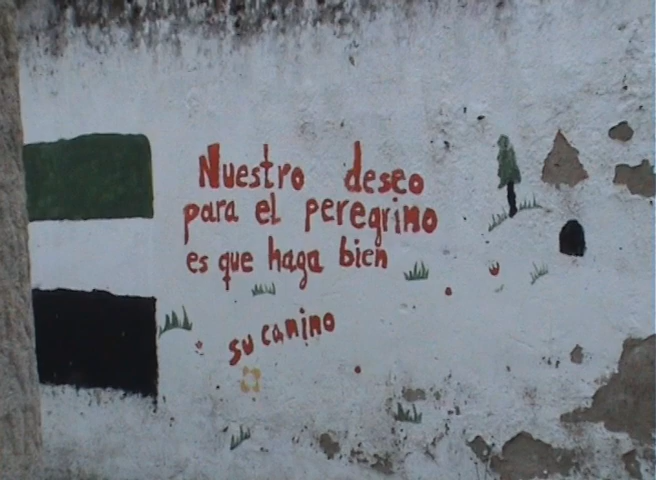 Nuestro deseo
para el peregrino
es que haga bien
su camino